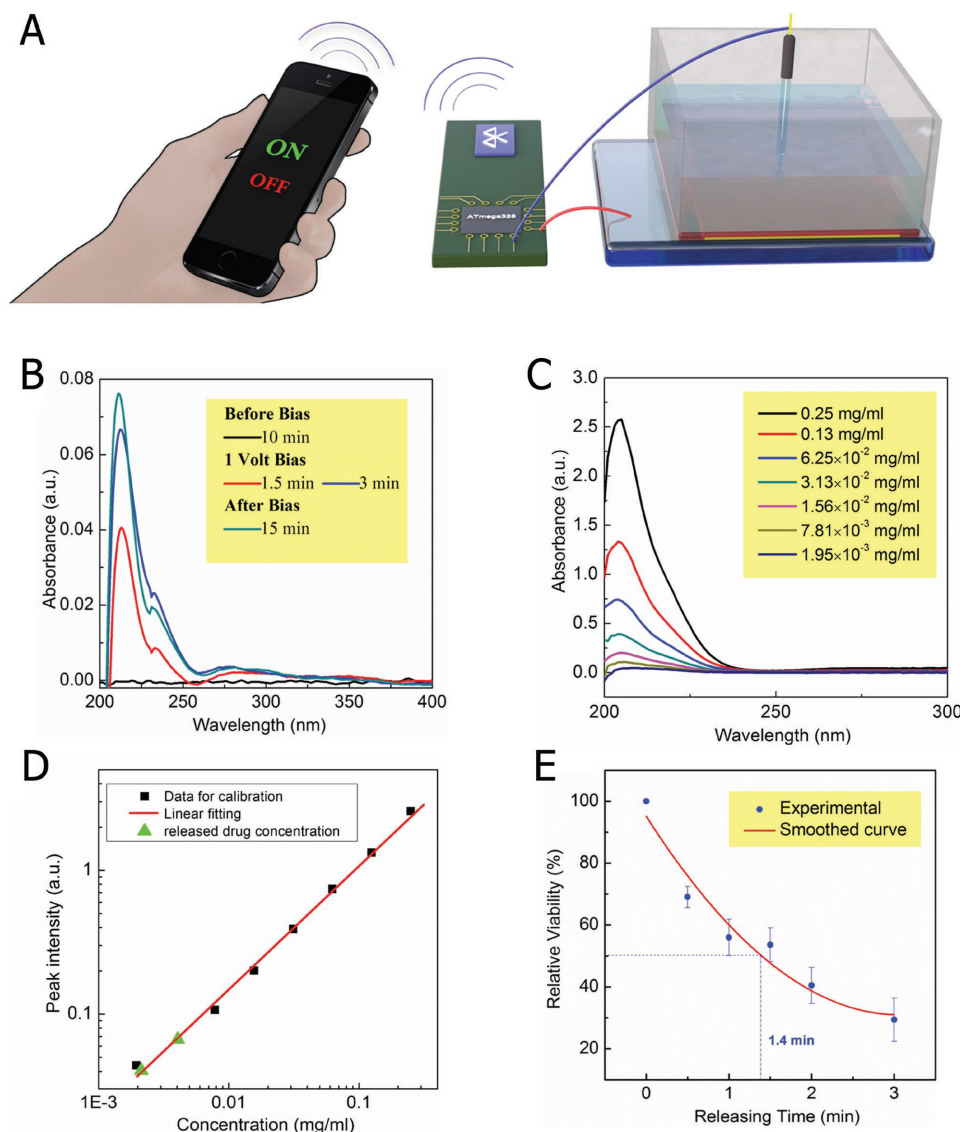 A
ON
OFF
ATmega328
B
0.08
0.06
0.04
0.02
0.00
Absorbance (a.u.)
200 250 300 350 400
Wavelength (nm)
Before Bias
10 min
1 Volt Bias
1.5 min 3 min
After Bias
15 min
C
3.0
2.5
2.0
1.5
1.0
0.5
0.0
Absorbance (a.u.)
200 250 300
Wavelength (nm)
0.25 mg/ml
0.13 mg/ml
6.25×10⁻² mg/ml
3.13×10⁻² mg/ml
1.56×10⁻² mg/ml
7.81×10⁻³ mg/ml
1.95×10⁻³ mg/ml
D
Data for calibration
Linear fitting
released drug concentration
1
0.1
Peak intensity (a.u.)
1E-3 0.01 0.1
Concentration (mg/ml)
E
100
80
60
40
20
Relative Viability (%)
Experimental
Smoothed curve
1.4 min
0 1 2 3
Releasing Time (min)